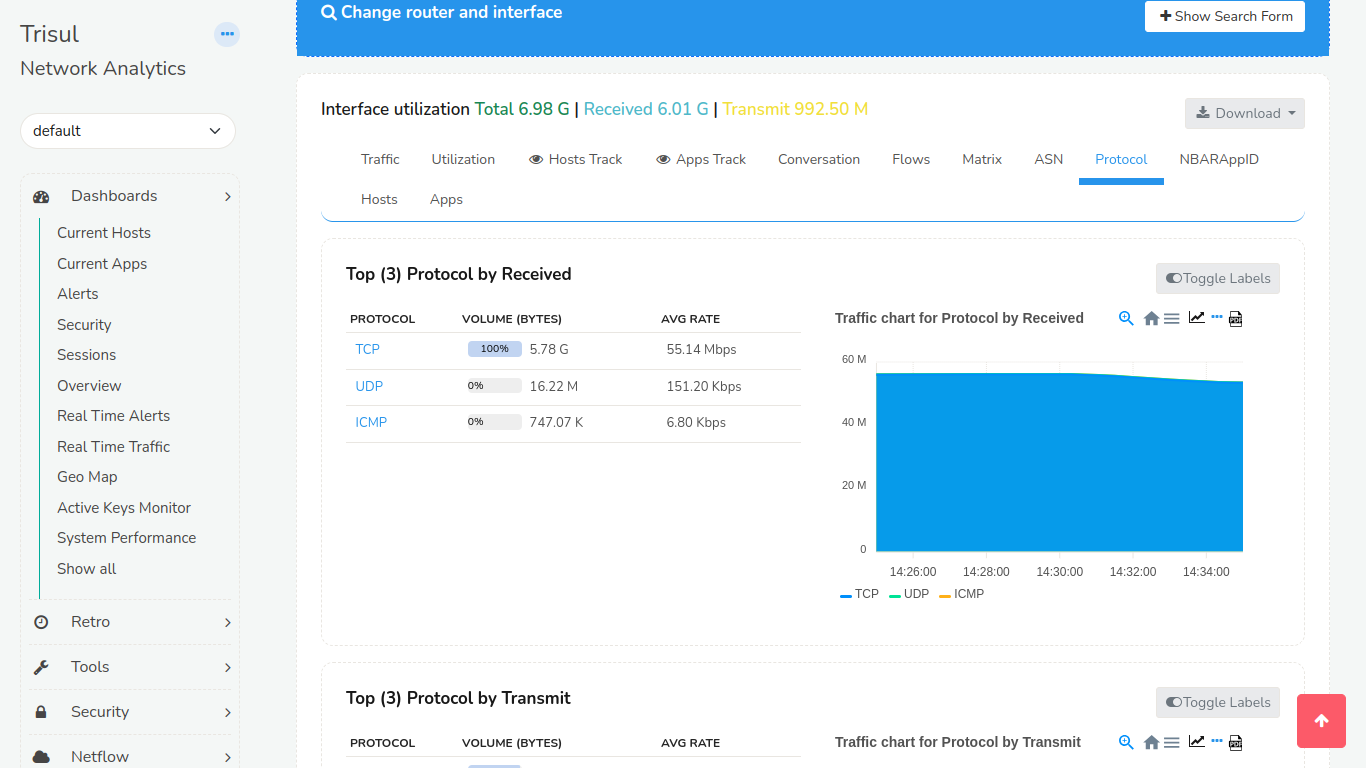 Trisul
Network Analytics
default
Dashboards
Current Hosts
Current Apps
Alerts
Security
Sessions
Overview
Real Time Alerts
Real Time Traffic
Geo Map
Active Keys Monitor
System Performance
Show all
Retro
Tools
Security
Netflow
Change router and interface
Show Search Form
Interface utilization Total 6.98 G | Received 6.01 G | Transmit 992.50 M
Download
Traffic Utilization Hosts Track Apps Track Conversation Flows Matrix ASN Protocol NBARAppID
Hosts Apps
Top (3) Protocol by Received
Toggle Labels
PROTOCOL VOLUME (BYTES) AVG RATE
TCP 100% 5.78 G 55.14 Mbps
UDP 0% 16.22 M 151.20 Kbps
ICMP 0% 747.07 K 6.80 Kbps
Traffic chart for Protocol by Received
PDF
60 M
40 M
20 M
0
14:26:00 14:28:00 14:30:00 14:32:00 14:34:00
TCP UDP ICMP
Top (3) Protocol by Transmit
Toggle Labels
PROTOCOL VOLUME (BYTES) AVG RATE
Traffic chart for Protocol by Transmit
PDF